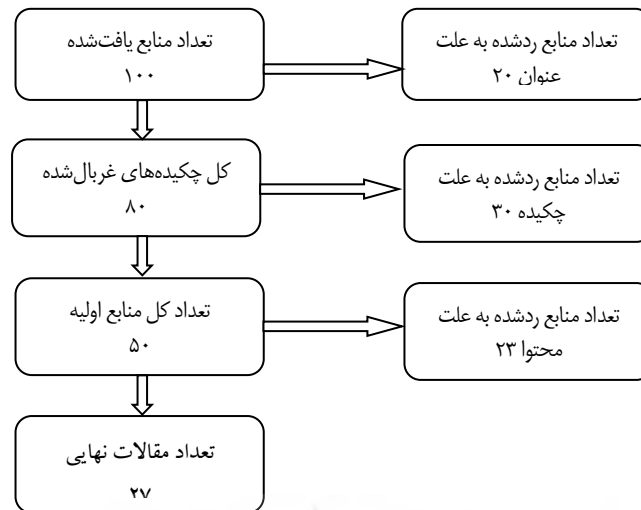 تعداد منابع یافت‌شده
۱۰۰
تعداد منابع ردشده به علت
عنوان ۲۰
کل چکیده‌های غربال‌شده
۸۰
تعداد منابع ردشده به علت
چکیده ۳۰
تعداد کل منابع اولیه
۵۰
تعداد منابع ردشده به علت
محتوا ۲۳
تعداد مقالات نهایی
۲۷